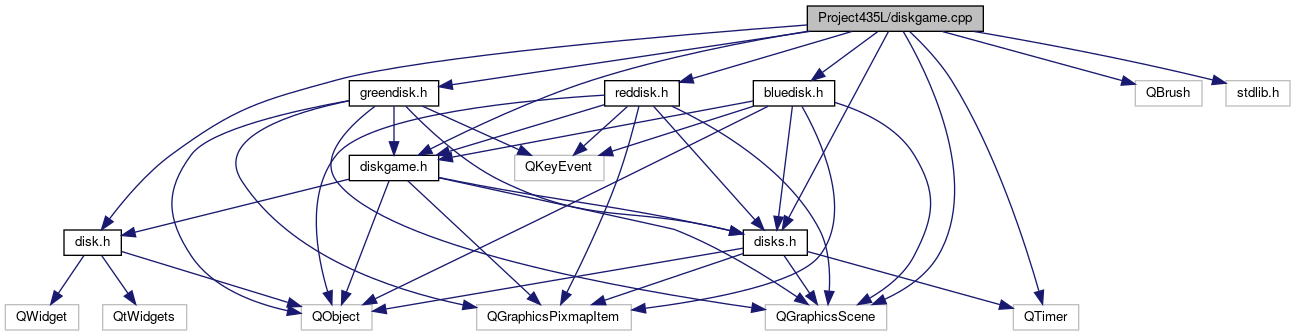 Project435L/diskgame.cpp
greendisk.h
reddisk.h
bluedisk.h
QBrush
stdlib.h
diskgame.h
QKeyEvent
disk.h
disks.h
QWidget
QtWidgets
QObject
QGraphicsPixmapItem
QGraphicsScene
QTimer